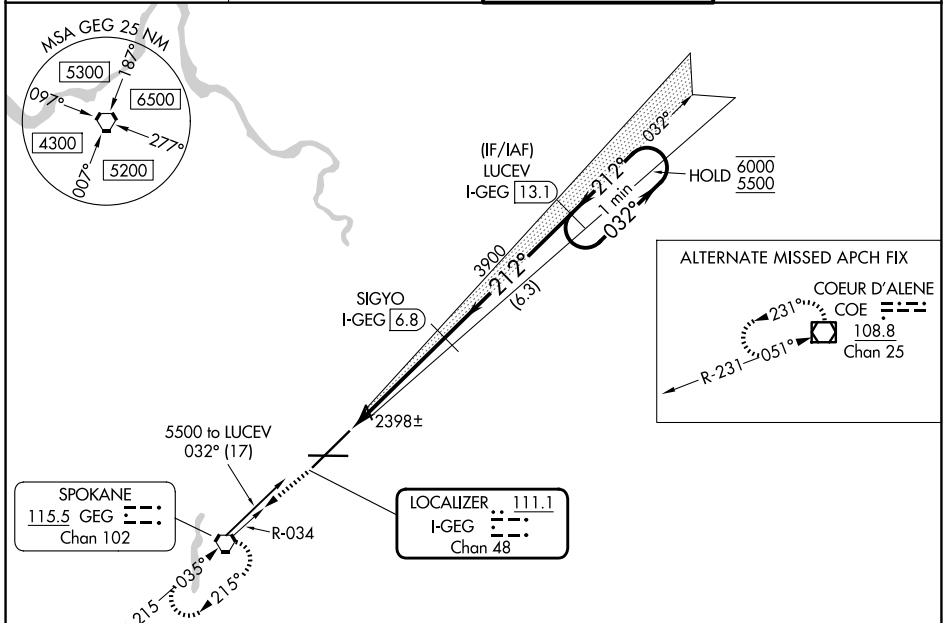 MSA GEG 25 NM
5300
187°
097°
6500
4300
277°
5200
007°
(IF/IAF)
LUCEV
I-GEG 13.1
032°
212°
1 min
032°
HOLD 6000
5500
3900
212°
(6.3)
SIGYO
I-GEG 6.8
ALTERNATE MISSED APCH FIX
COEUR D'ALENE
COE
108.8
Chan 25
231°
R-231
051°
2398±
5500 to LUCEV
032° (17)
SPOKANE
115.5 GEG
Chan 102
R-034
LOCALIZER 111.1
I-GEG
Chan 48
035°
215
215°